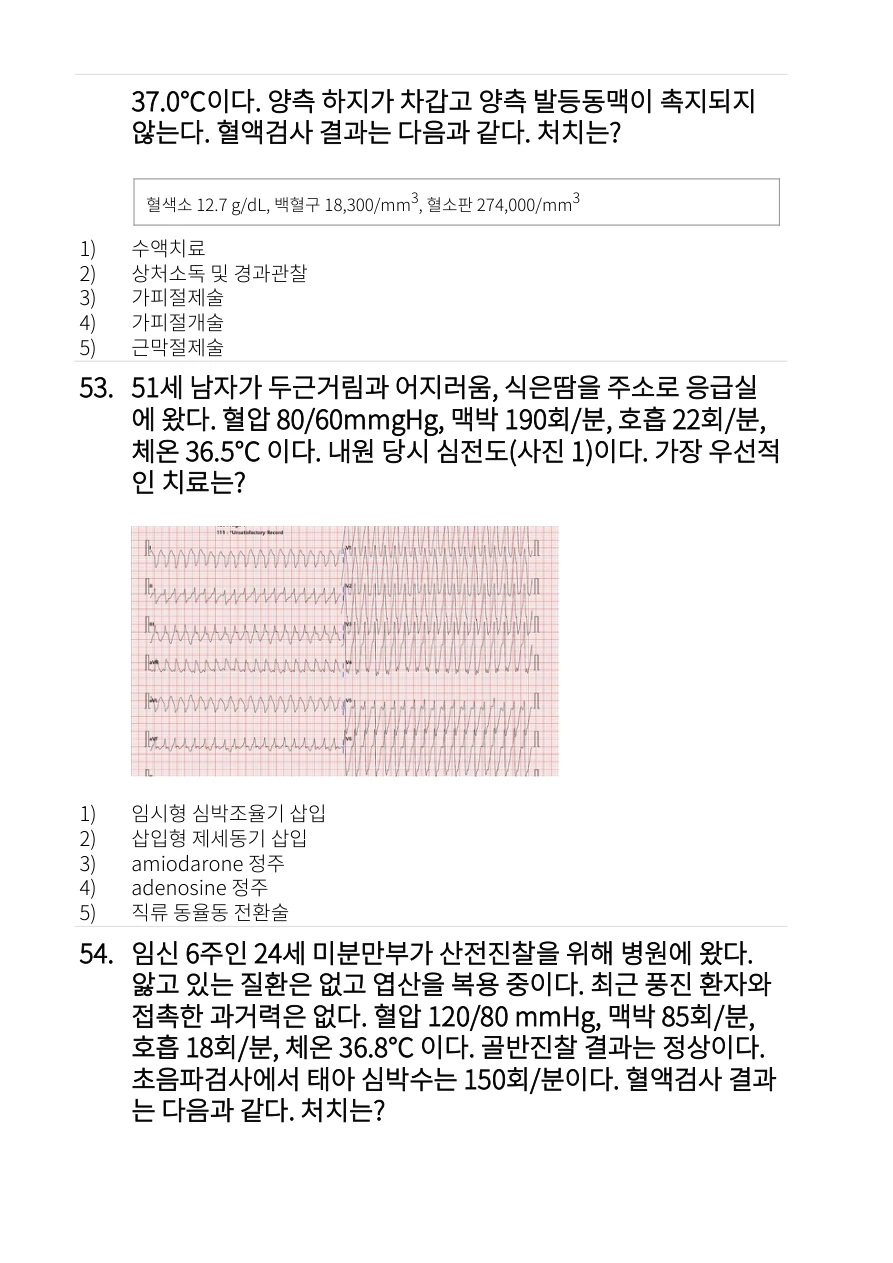 37.0°C이다. 양측 하지가 차갑고 양측 발등동맥이 촉지되지
않는다. 혈액검사 결과는 다음과 같다. 처치는?
혈색소 12.7 g/dL, 백혈구 18,300/mm³, 혈소판 274,000/mm³
1) 수액치료
2) 상처소독 및 경과관찰
3) 가피절제술
4) 가피절개술
5) 근막절제술
53. 51세 남자가 두근거림과 어지러움, 식은땀을 주소로 응급실
에 왔다. 혈압 80/60mmgHg, 맥박 190회/분, 호흡 22회/분,
체온 36.5°C 이다. 내원 당시 심전도(사진 1)이다. 가장 우선적
인 치료는?
111 : *Unsatisfactory Record
I V1
II V2
III V3
aVR V4
aVL V5
aVF V6
1) 임시형 심박조율기 삽입
2) 삽입형 제세동기 삽입
3) amiodarone 정주
4) adenosine 정주
5) 직류 동율동 전환술
54. 임신 6주인 24세 미분만부가 산전진찰을 위해 병원에 왔다.
앓고 있는 질환은 없고 엽산을 복용 중이다. 최근 풍진 환자와
접촉한 과거력은 없다. 혈압 120/80 mmHg, 맥박 85회/분,
호흡 18회/분, 체온 36.8°C 이다. 골반진찰 결과는 정상이다.
초음파검사에서 태아 심박수는 150회/분이다. 혈액검사 결과
는 다음과 같다. 처치는?